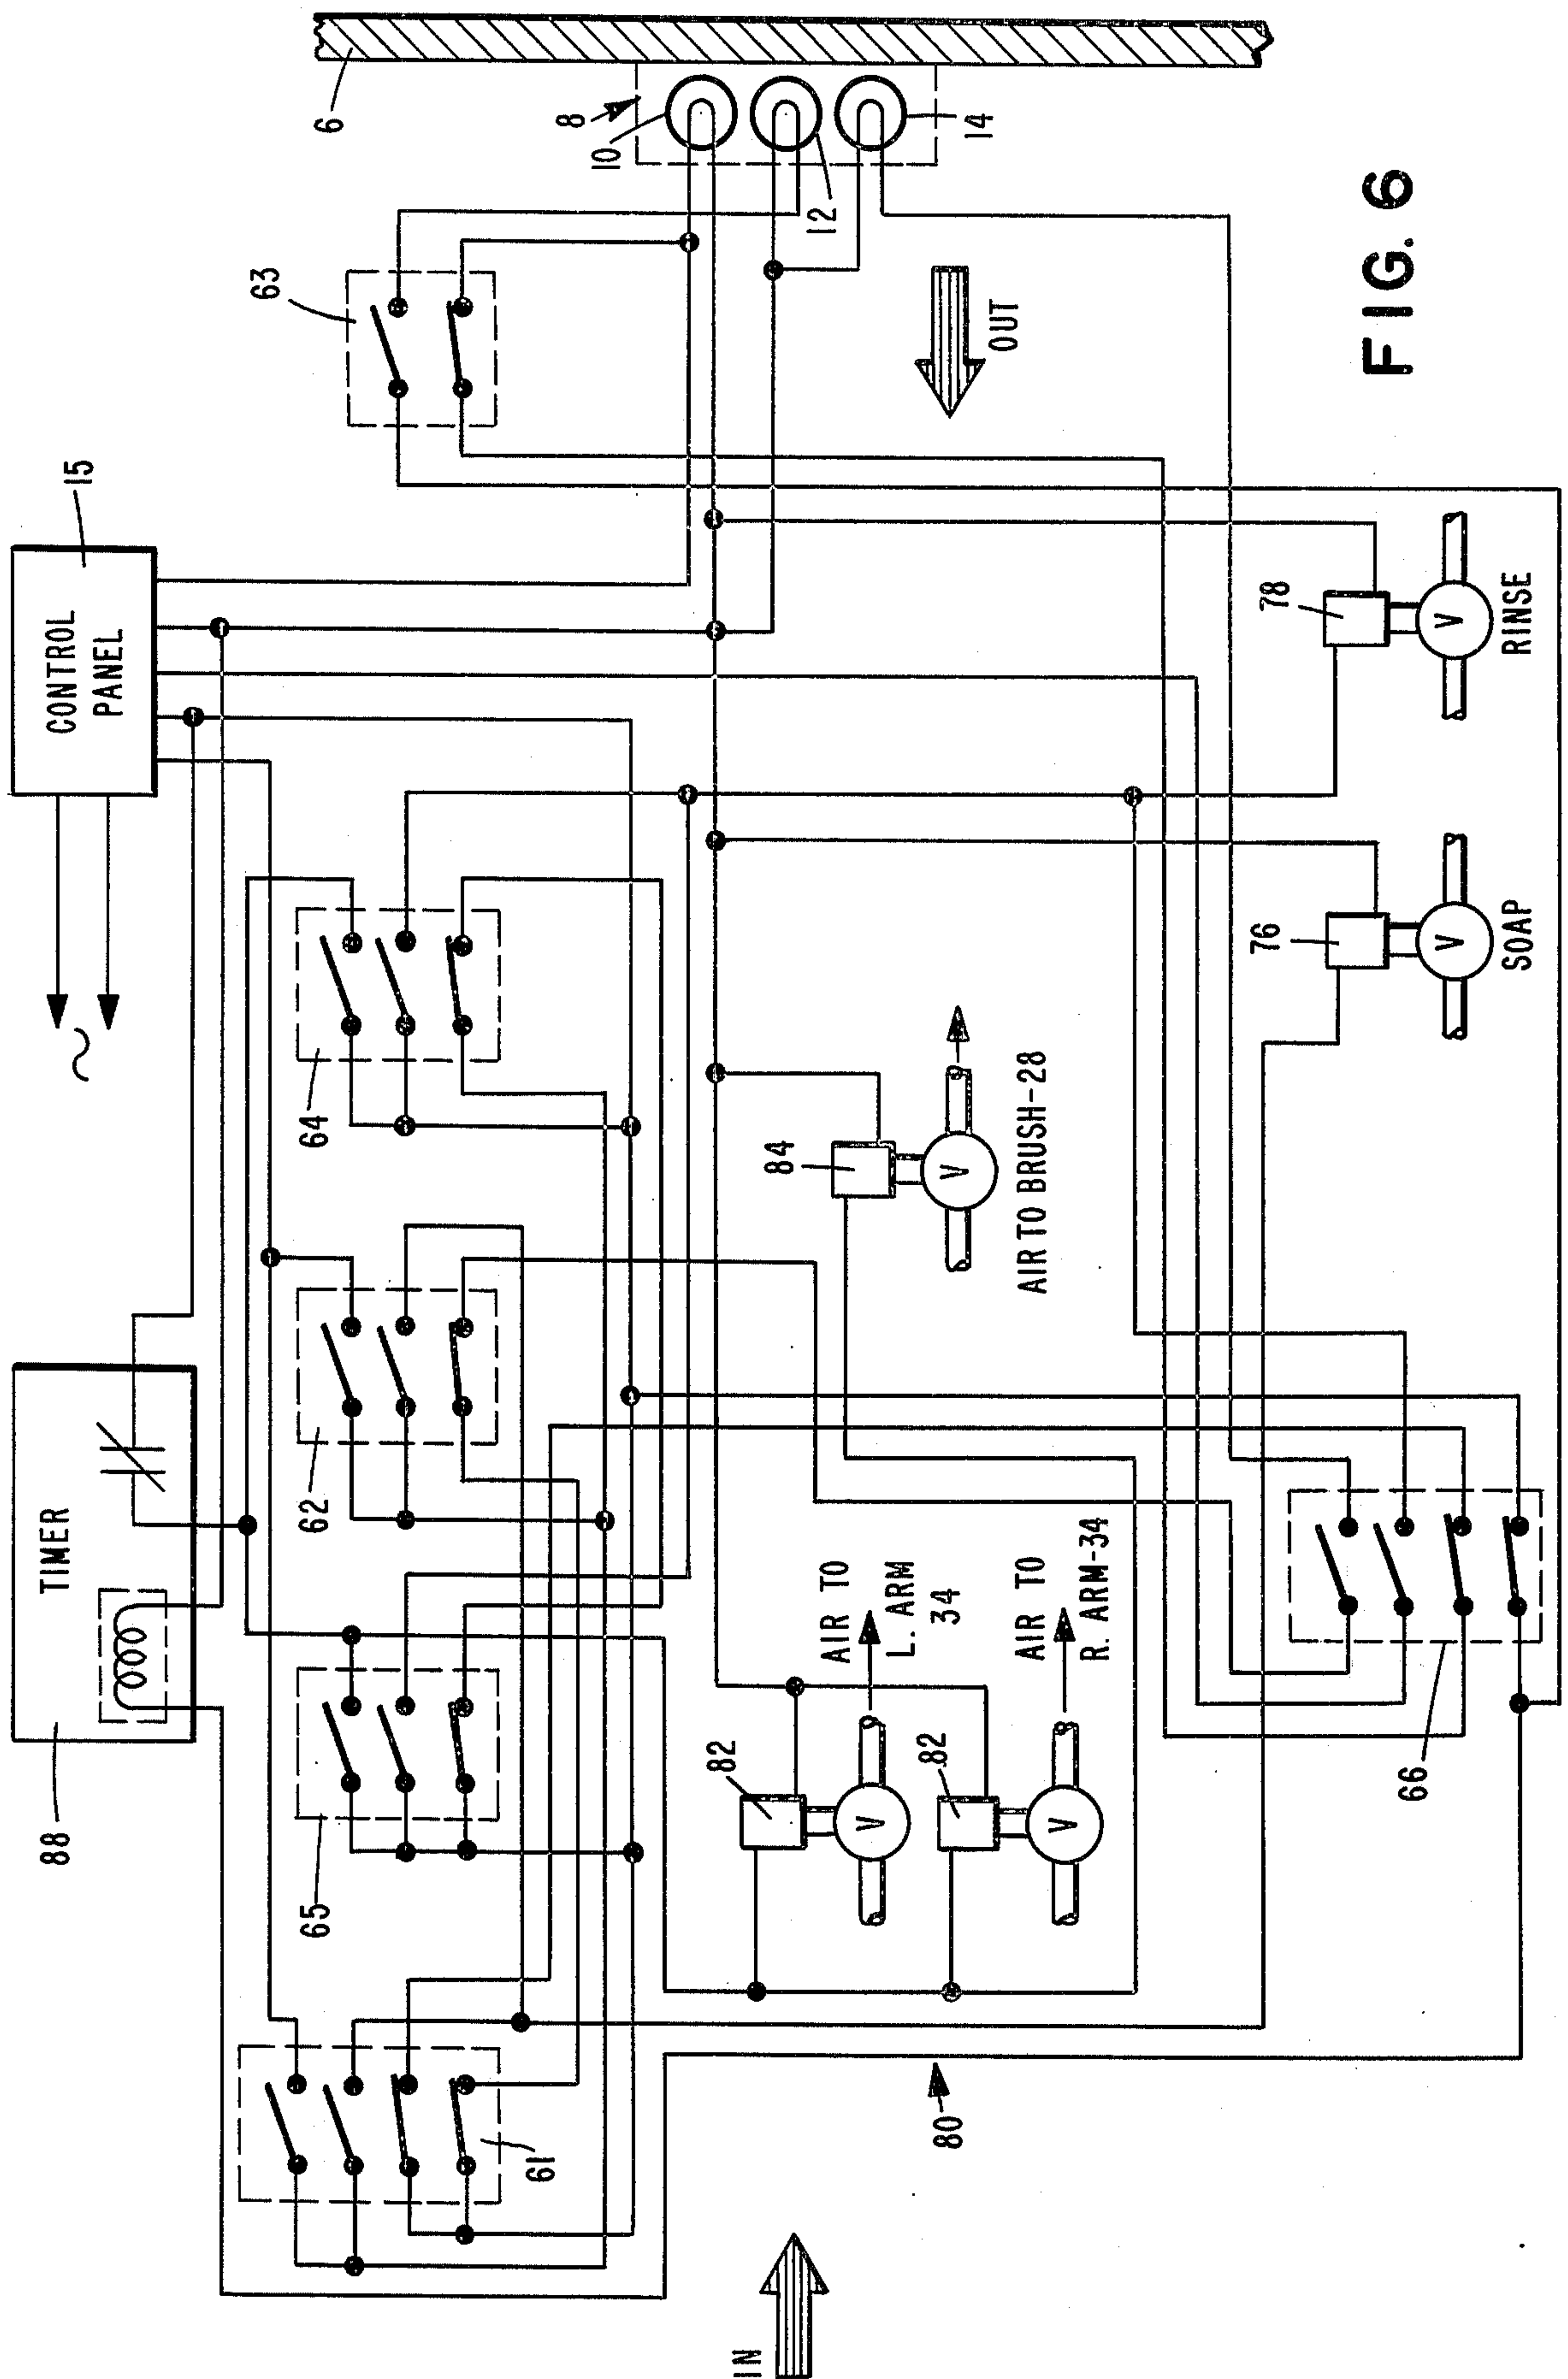 88
TIMER
CONTROL
PANEL
15
~
63
6
8
10
12
14
65
62
64
61
OUT
82
AIR TO
L. ARM
34
82
AIR TO
R. ARM-34
84
AIR TO BRUSH-28
IN
80
66
76
V
V
V
V
SOAP
78
V
RINSE
FIG. 6